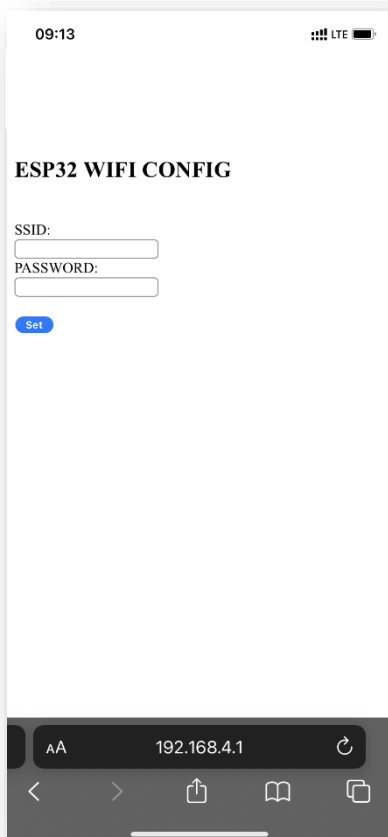 09:13 LTE
ESP32 WIFI CONFIG
SSID:
PASSWORD:
Set
AA 192.168.4.1